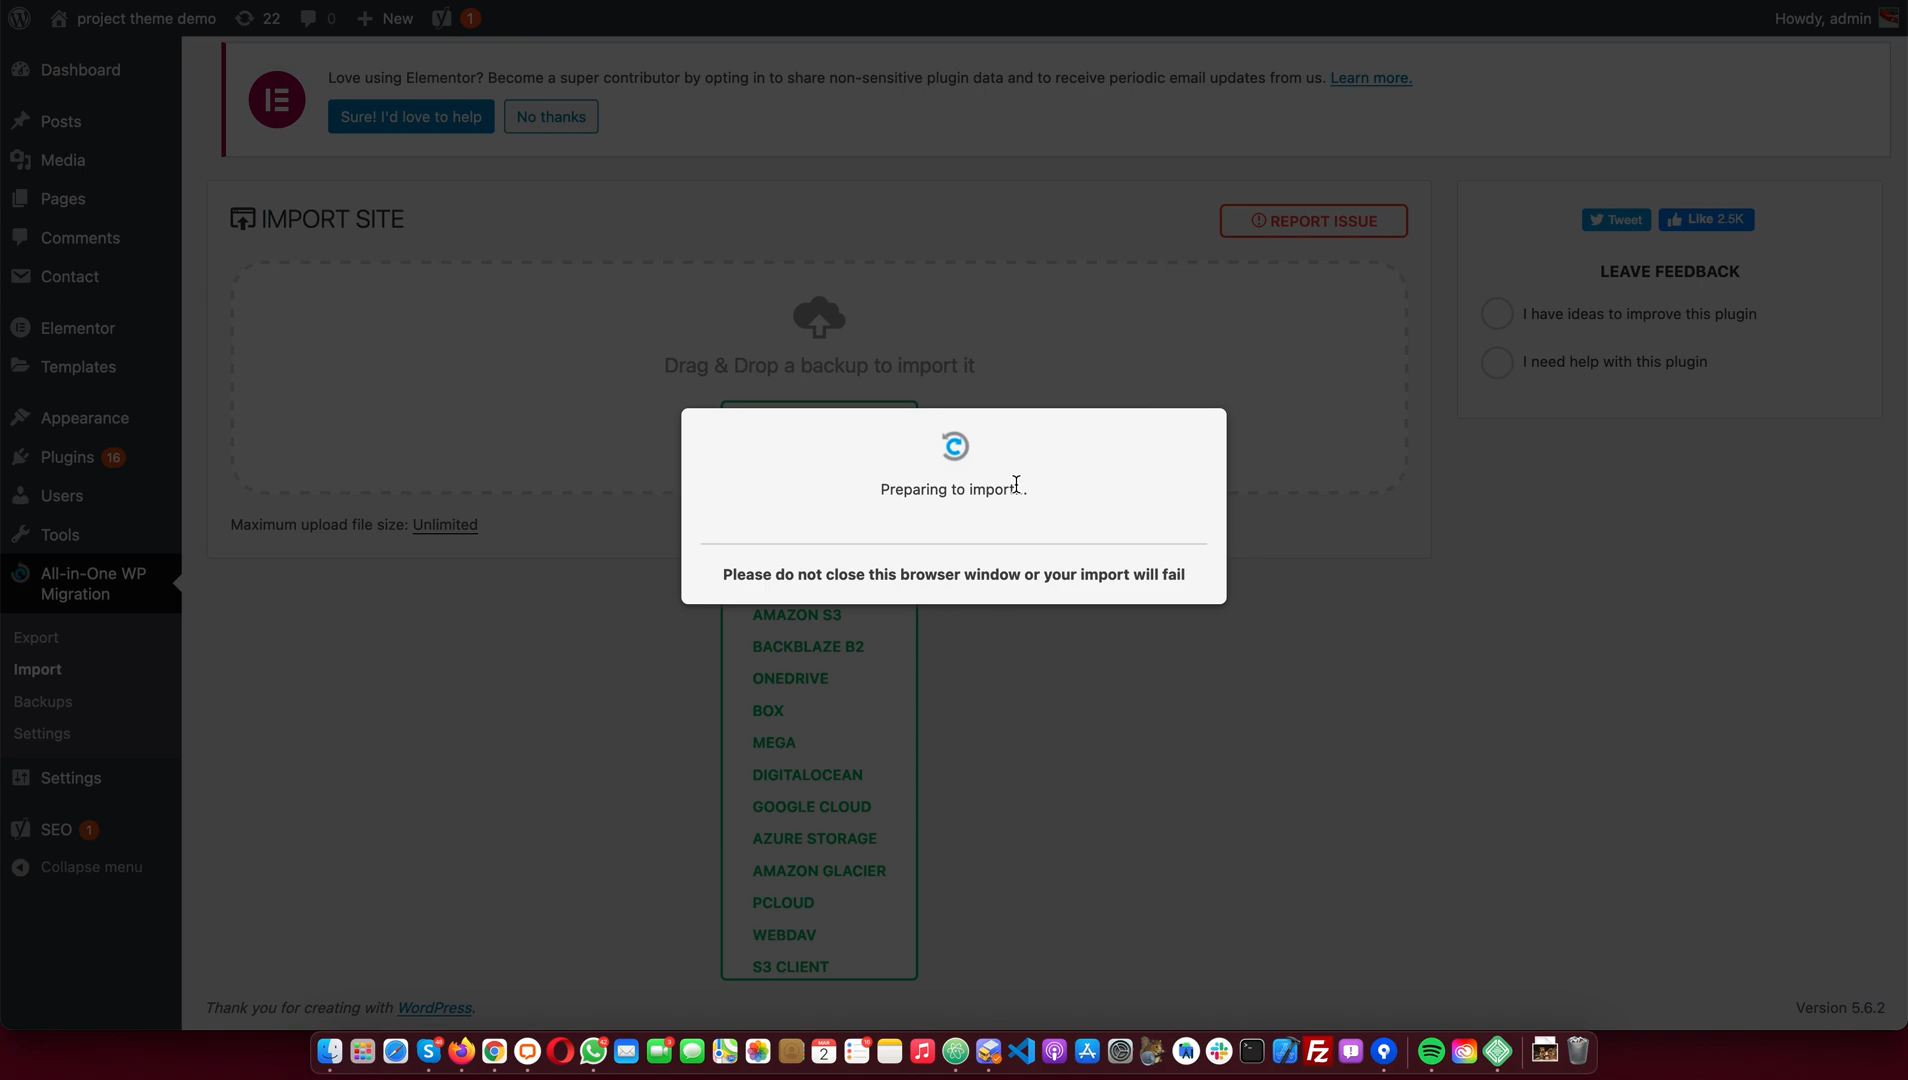 project theme demo
22
0
New
1
Howdy, admin
Dashboard
Posts
Media
Pages
Comments
Contact
Elementor
Templates
Appearance
Plugins 16
Users
Tools
All-in-One WP
Migration
Export
Import
Backups
Settings
Settings
SEO 1
Collapse menu
Love using Elementor? Become a super contributor by opting in to share non-sensitive plugin data and to receive periodic email updates from us. Learn more.
Sure! I'd love to help
No thanks
IMPORT SITE
REPORT ISSUE
Drag & Drop a backup to import it
Maximum upload file size: Unlimited
Preparing to import...
Please do not close this browser window or your import will fail
AMAZON S3
BACKBLAZE B2
ONEDRIVE
BOX
MEGA
DIGITALOCEAN
GOOGLE CLOUD
AZURE STORAGE
AMAZON GLACIER
PCLOUD
WEBDAV
S3 CLIENT
Tweet
Like 2.5K
LEAVE FEEDBACK
I have ideas to improve this plugin
I need help with this plugin
Thank you for creating with WordPress.
Version 5.6.2